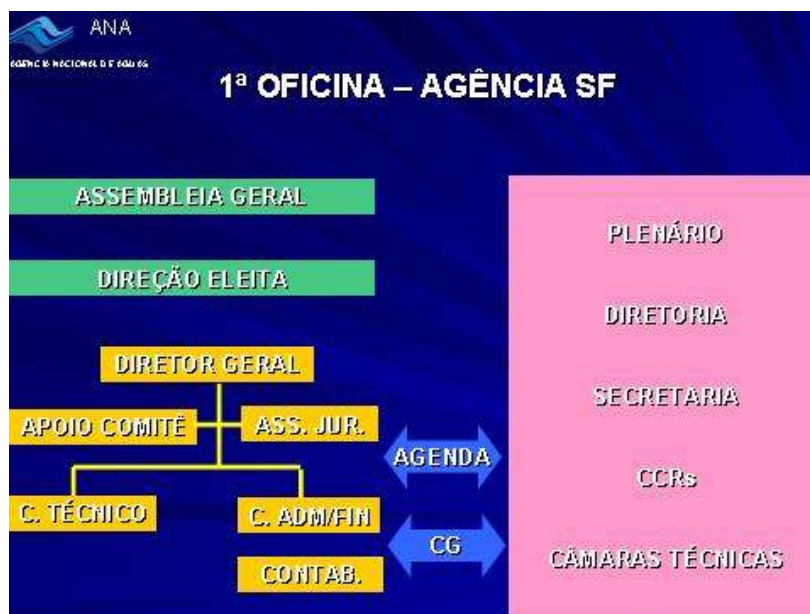 ANA
1ª OFICINA – AGÊNCIA SF
ASSEMBLEIA GERAL
DIREÇÃO ELEITA
DIRETOR GERAL
APOIO COMITÊ
ASS. JUR.
C. TÉCNICO
C. ADM/FIN
CONTAB.
AGENDA
CG
PLENÁRIO
DIRETORIA
SECRETARIA
CCRs
CÂMARAS TÉCNICAS